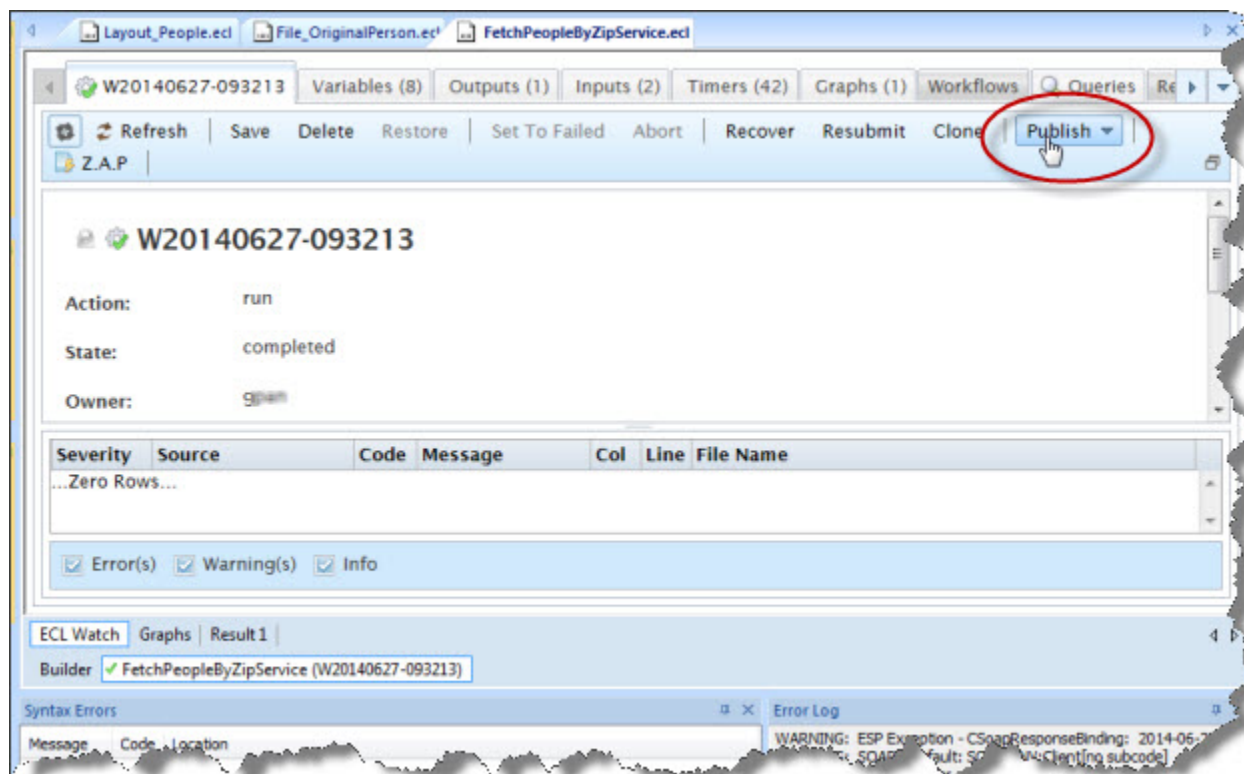 Layout_People.ecl File_OriginalPerson.ecl FetchPeopleByZipService.ecl
W20140627-093213 Variables (8) Outputs (1) Inputs (2) Timers (42) Graphs (1) Workflows Queries Re
Refresh Save Delete Restore Set To Failed Abort Recover Resubmit Clone Publish
Z.A.P
W20140627-093213
Action: run
State: completed
Owner:
Severity Source Code Message Col Line File Name
...Zero Rows...
Error(s) Warning(s) Info
ECL Watch Graphs Result 1
Builder FetchPeopleByZipService (W20140627-093213)
Syntax Errors Error Log
Message Code Location
WARNING: ESP Exception - CSoapResponseBinding: 2014-06-2